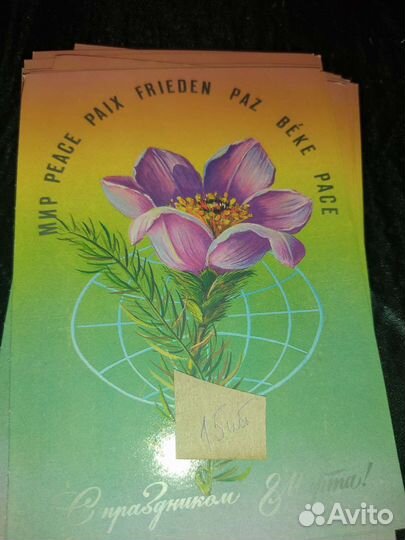 МИР PEACE PAIX FRIEDEN PAZ BÉKE PACE
С праздником 8 Марта!
Avito